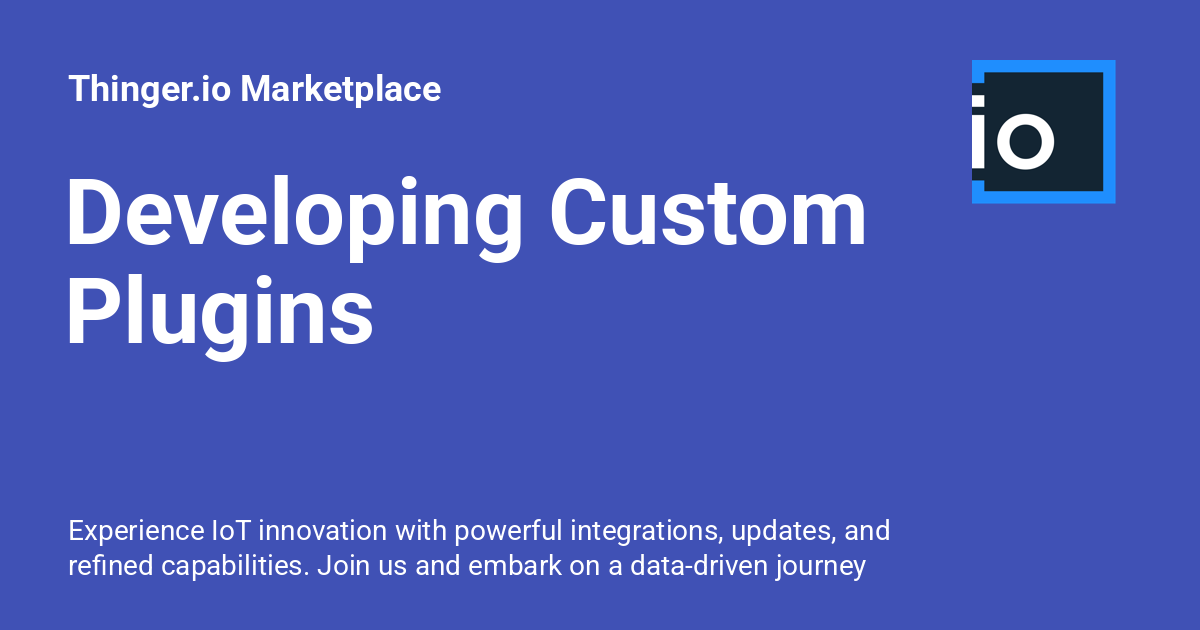 Thinger.io Marketplace
io
Developing Custom
Plugins
Experience IoT innovation with powerful integrations, updates, and
refined capabilities. Join us and embark on a data-driven journey